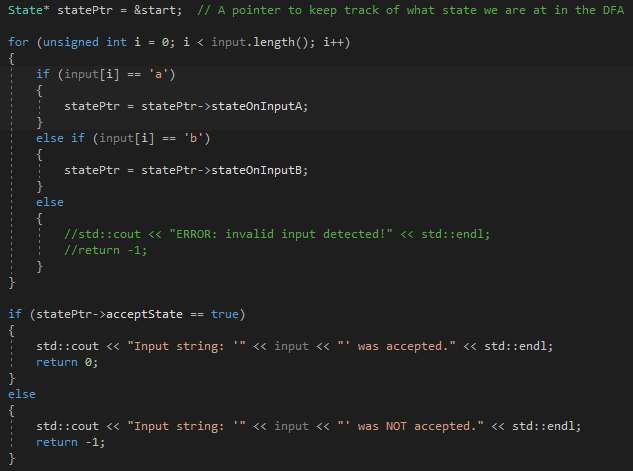 State* statePtr = &start;  // A pointer to keep track of what state we are at in the DFA
for (unsigned int i = 0; i < input.length(); i++)
{
    if (input[i] == 'a')
    {
        statePtr = statePtr->stateOnInputA;
    }
    else if (input[i] == 'b')
    {
        statePtr = statePtr->stateOnInputB;
    }
    else
    {
        //std::cout << "ERROR: invalid input detected!" << std::endl;
        //return -1;
    }
}
if (statePtr->acceptState == true)
{
    std::cout << "Input string: '" << input << "' was accepted." << std::endl;
    return 0;
}
else
{
    std::cout << "Input string: '" << input << "' was NOT accepted." << std::endl;
    return -1;
}